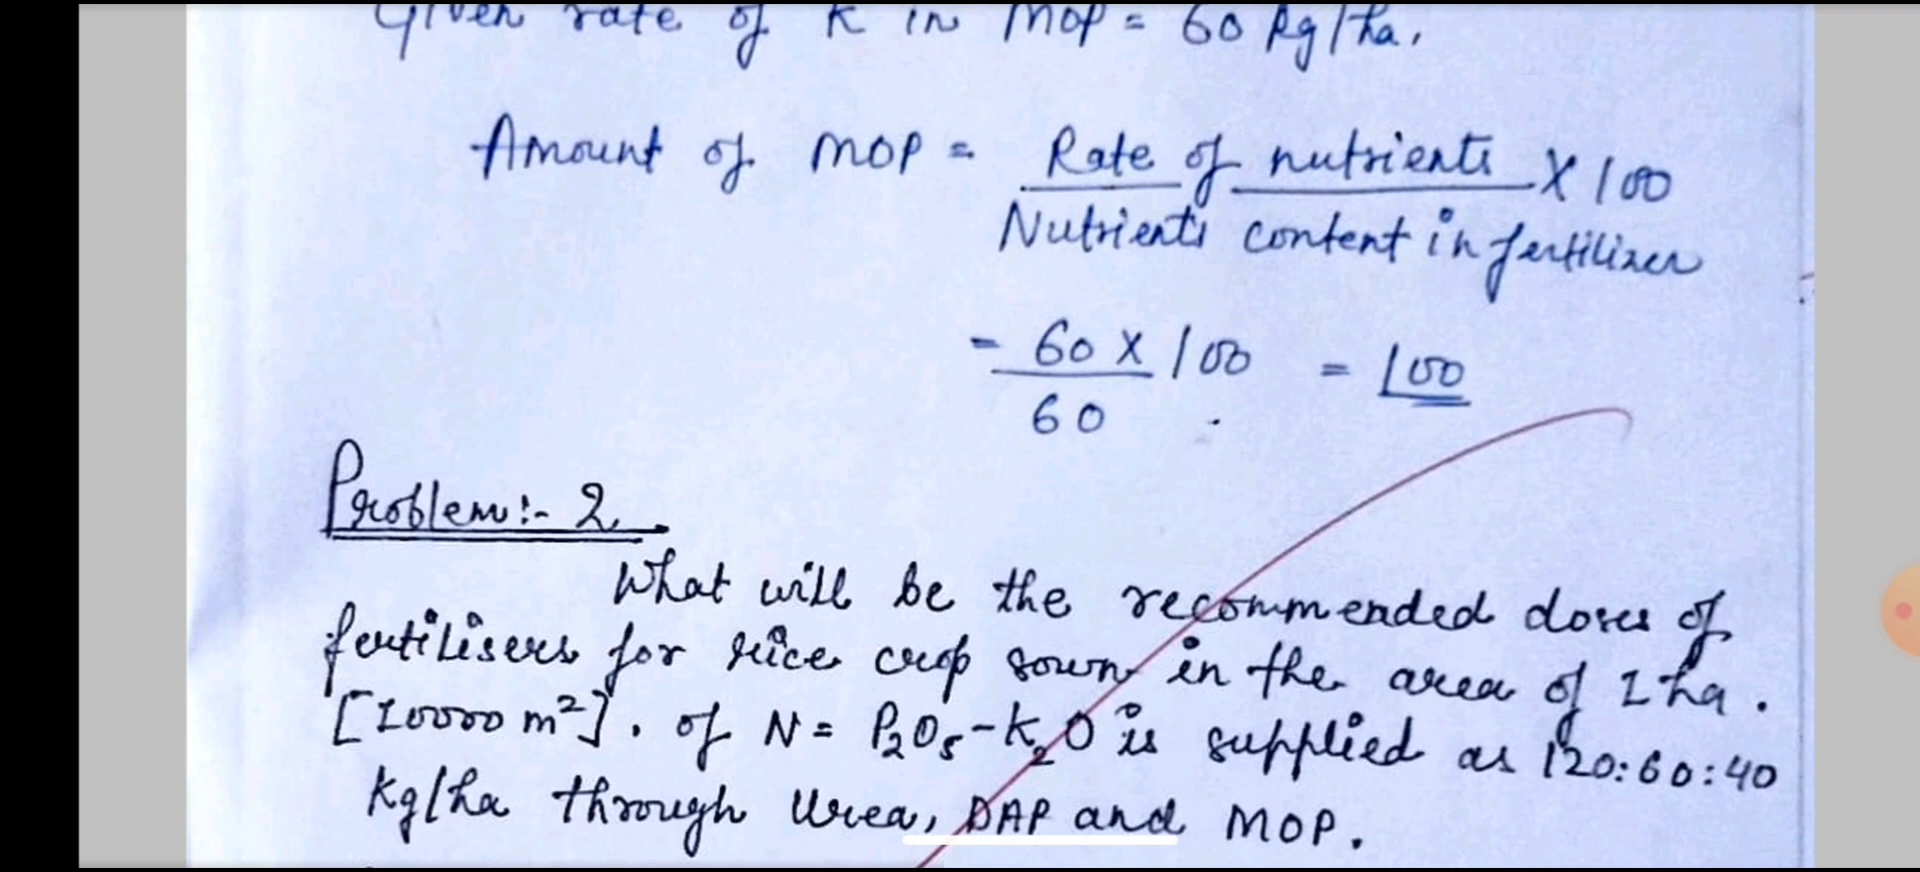 Given rate of K in MOP = 60 kg/ha.
Amount of MOP = Rate of nutrients X 100
Nutrients content in fertilizer
= 60 X 100 = 100
60
Problem:- 2
What will be the recommended doses of
fertilisers for rice crop sown in the area of 1 ha.
[10000 m²]. of N = P₂O₅-K₂O is supplied as 120:60:40
kg/ha through Urea, DAP and MOP.